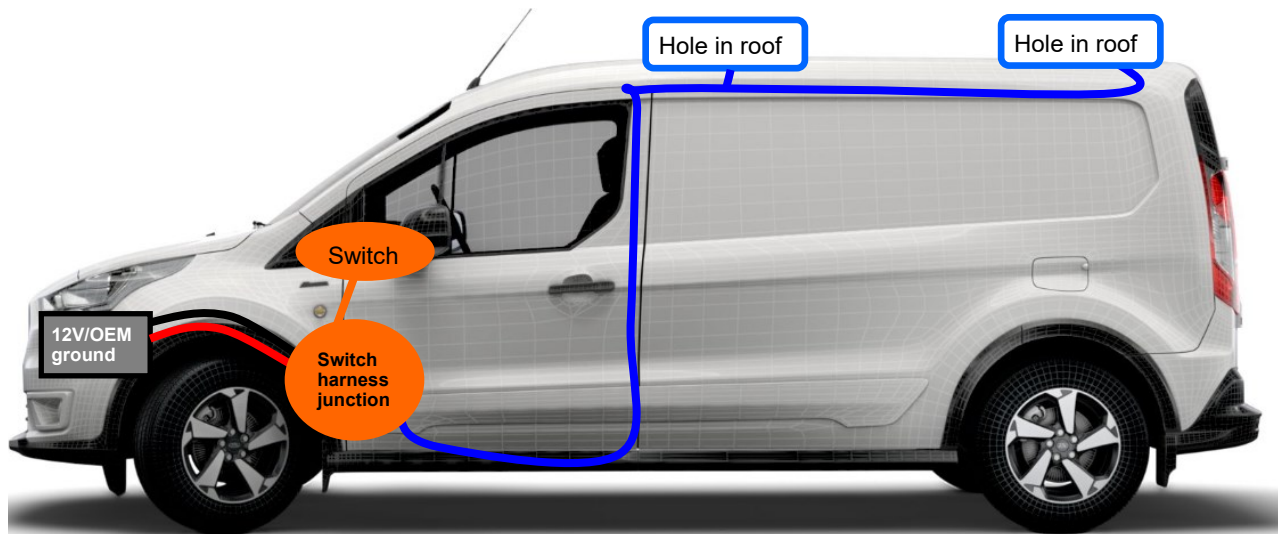 Hole in roof
Hole in roof
Switch
12V/OEM
ground
Switch
harness
junction